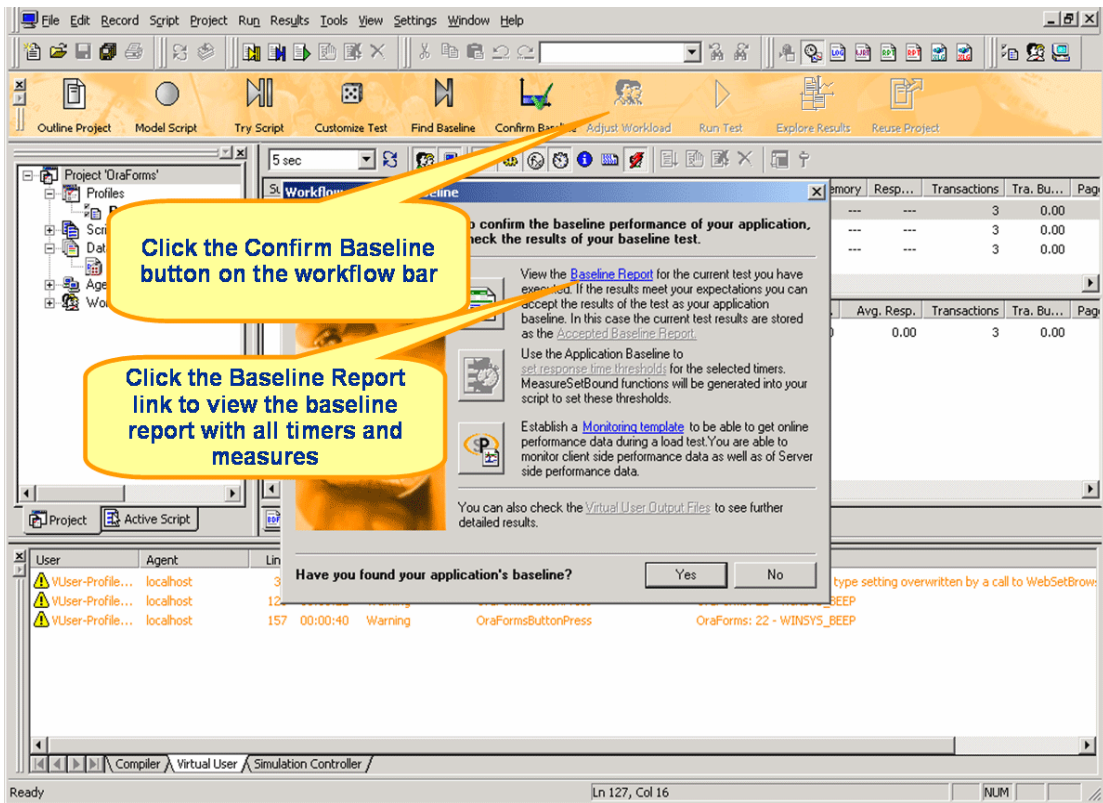 File Edit Record Script Project Run Results Tools View Settings Window Help
Outline Project Model Script Try Script Customize Test Find Baseline Confirm Baseline Adjust Workload Run Test Explore Results Reuse Project
5 sec
Project 'OraForms'
Profiles
Workflow
emory Resp... Transactions Tra. Bu... Page
--- --- 3 0.00
--- --- 3 0.00
--- --- 3 0.00
Avg. Resp. Transactions Tra. Bu... Page
0.00 3 0.00
Click the Confirm Baseline
button on the workflow bar
Click the Baseline Report
link to view the baseline
report with all timers and
measures
to confirm the baseline performance of your application,
check the results of your baseline test.
View the Baseline Report for the current test you have
executed. If the results meet your expectations you can
accept the results of the test as your application
baseline. In this case the current test results are stored
as the Accepted Baseline Report.
Use the Application Baseline to
set response time thresholds for the selected timers.
MeasureSetBound functions will be generated into your
script to set these thresholds.
Establish a Monitoring template to be able to get online
performance data during a load test.You are able to
monitor client side performance data as well as of Server
side performance data.
You can also check the Virtual User Output Files to see further
detailed results.
Have you found your application's baseline? Yes No
Project Active Script
User Agent Lin
VUser-Profile... localhost 3 type setting overwritten by a call to WebSetBrows
VUser-Profile... localhost
VUser-Profile... localhost 157 00:00:40 Warning OraFormsButtonPress OraForms: 22 - WINSYS_BEEP
Compiler Virtual User Simulation Controller
Ready Ln 127, Col 16 NUM